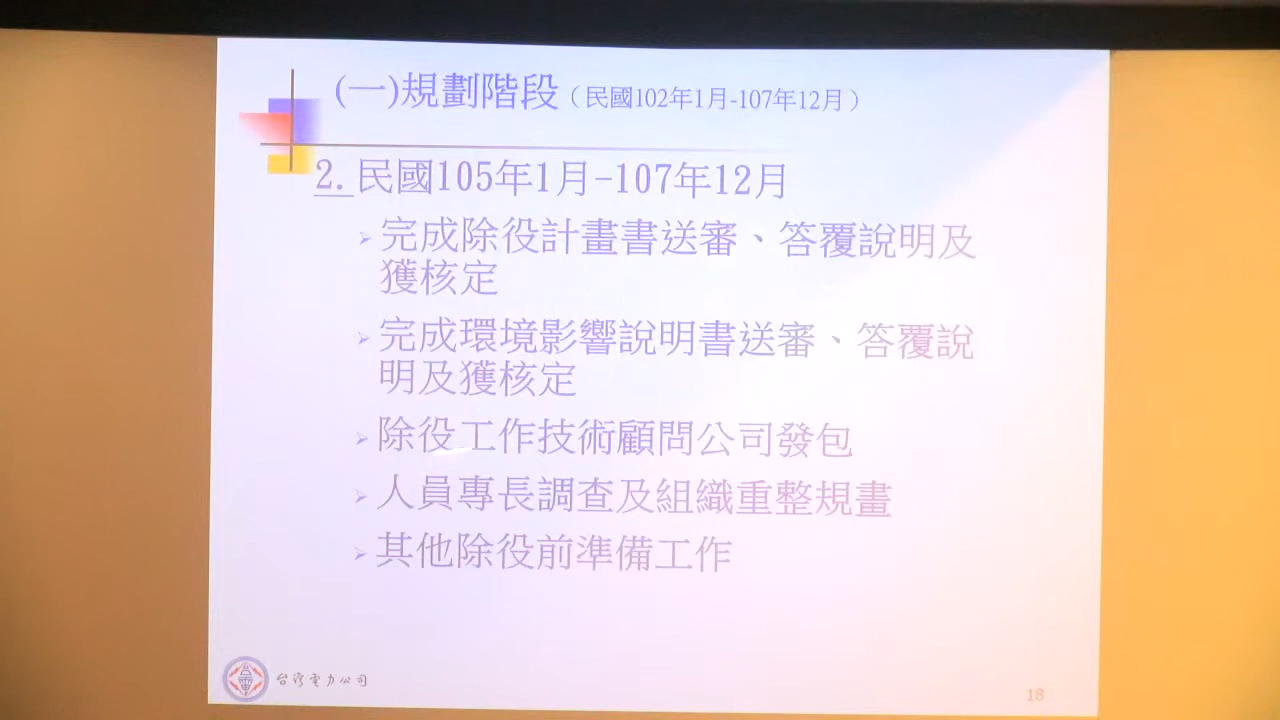 (一)規劃階段（民國102年1月-107年12月）
2. 民國105年1月-107年12月
完成除役計畫書送審、答覆說明及
獲核定
完成環境影響說明書送審、答覆說
明及獲核定
除役工作技術顧問公司發包
人員專長調查及組織重整規畫
其他除役前準備工作
台灣電力公司
18